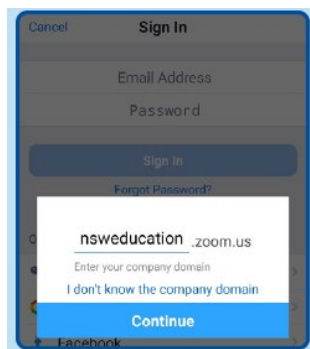 Cancel Sign In
Email Address
Password
Sign in
Forgot Password?
nsweducation .zoom.us
Enter your company domain
I don't know the company domain
Continue
Facebook